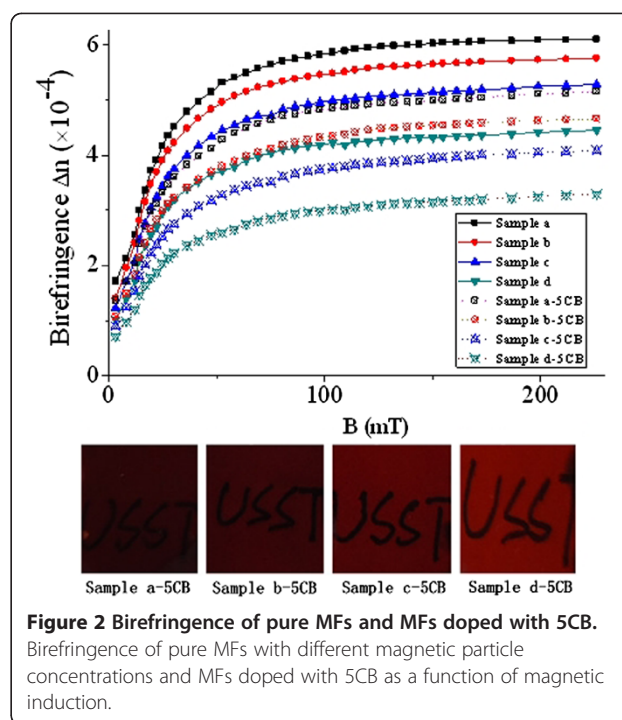 6
4
2
0
Birefringence Δn (×10⁻⁴)
Sample a
Sample b
Sample c
Sample d
Sample a-5CB
Sample b-5CB
Sample c-5CB
Sample d-5CB
0 100 200
B (mT)
USST USST USST USST
Sample a-5CB Sample b-5CB Sample c-5CB Sample d-5CB
Figure 2 Birefringence of pure MFs and MFs doped with 5CB.
Birefringence of pure MFs with different magnetic particle
concentrations and MFs doped with 5CB as a function of magnetic
induction.